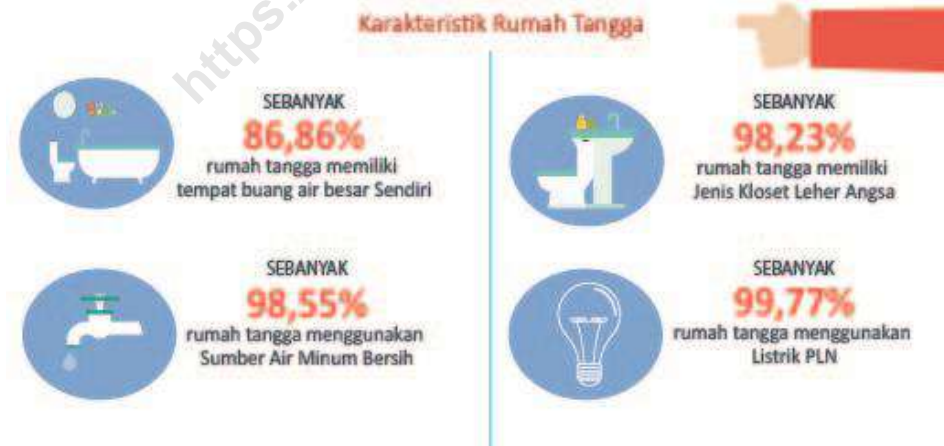 Karakteristik Rumah Tangga
https:
SEBANYAK
86,86%
rumah tangga memiliki
tempat buang air besar Sendiri
SEBANYAK
98,55%
rumah tangga menggunakan
Sumber Air Minum Bersih
SEBANYAK
98,23%
rumah tangga memiliki
Jenis Kloset Leher Angsa
SEBANYAK
99,77%
rumah tangga menggunakan
Listrik PLN